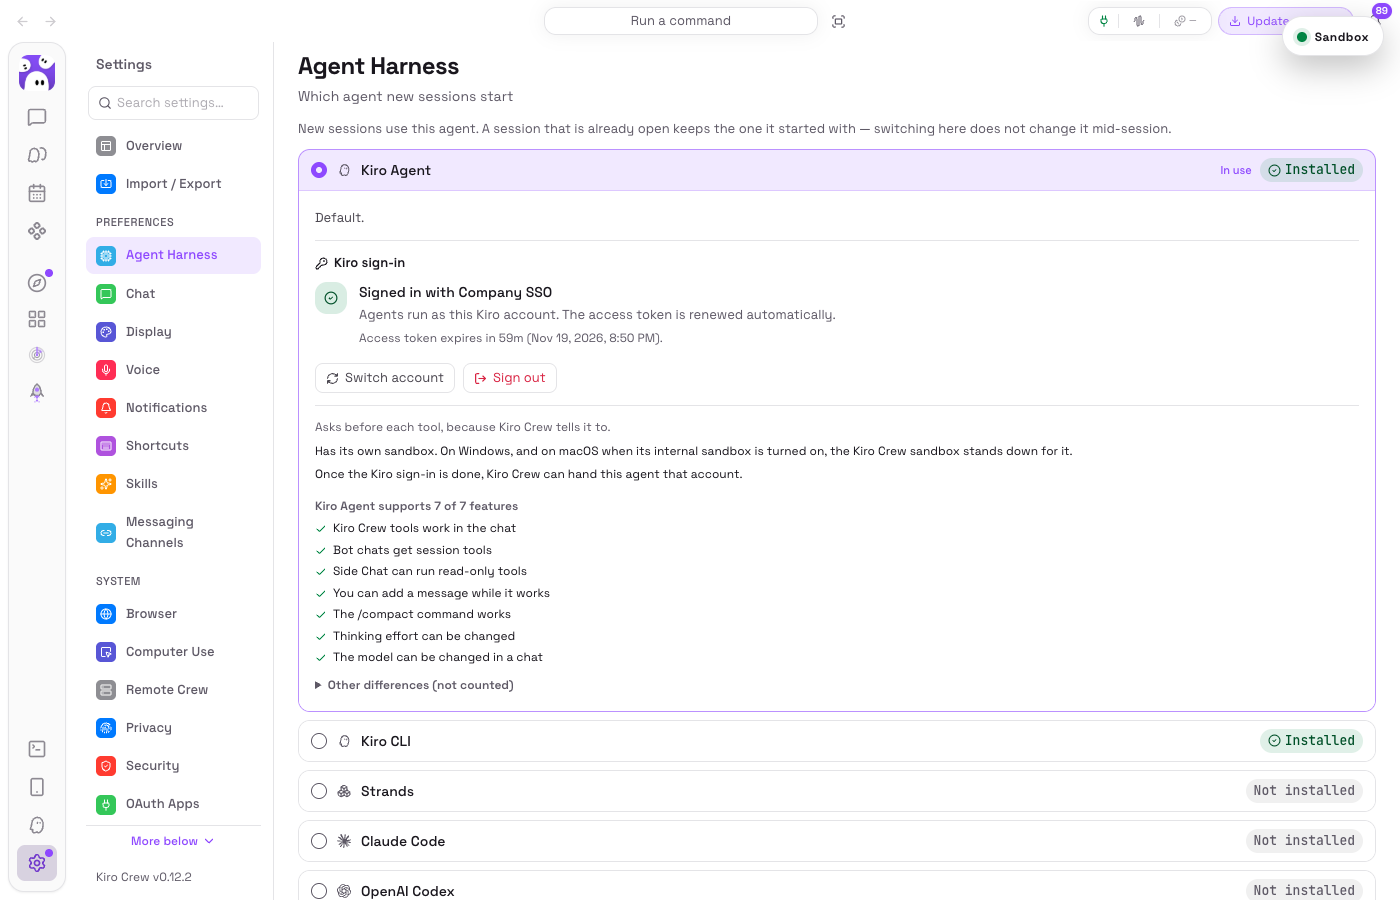 Run a command
Update
89
Sandbox
Settings
Search settings...
Overview
Import / Export
PREFERENCES
Agent Harness
Chat
Display
Voice
Notifications
Shortcuts
Skills
Messaging
Channels
SYSTEM
Browser
Computer Use
Remote Crew
Privacy
Security
OAuth Apps
More below
Kiro Crew v0.12.2
Agent Harness
Which agent new sessions start
New sessions use this agent. A session that is already open keeps the one it started with — switching here does not change it mid-session.
Kiro Agent
In use
Installed
Default.
Kiro sign-in
Signed in with Company SSO
Agents run as this Kiro account. The access token is renewed automatically.
Access token expires in 59m (Nov 19, 2026, 8:50 PM).
Switch account
Sign out
Asks before each tool, because Kiro Crew tells it to.
Has its own sandbox. On Windows, and on macOS when its internal sandbox is turned on, the Kiro Crew sandbox stands down for it.
Once the Kiro sign-in is done, Kiro Crew can hand this agent that account.
Kiro Agent supports 7 of 7 features
Kiro Crew tools work in the chat
Bot chats get session tools
Side Chat can run read-only tools
You can add a message while it works
The /compact command works
Thinking effort can be changed
The model can be changed in a chat
Other differences (not counted)
Kiro CLI
Installed
Strands
Not installed
Claude Code
Not installed
OpenAI Codex
Not installed